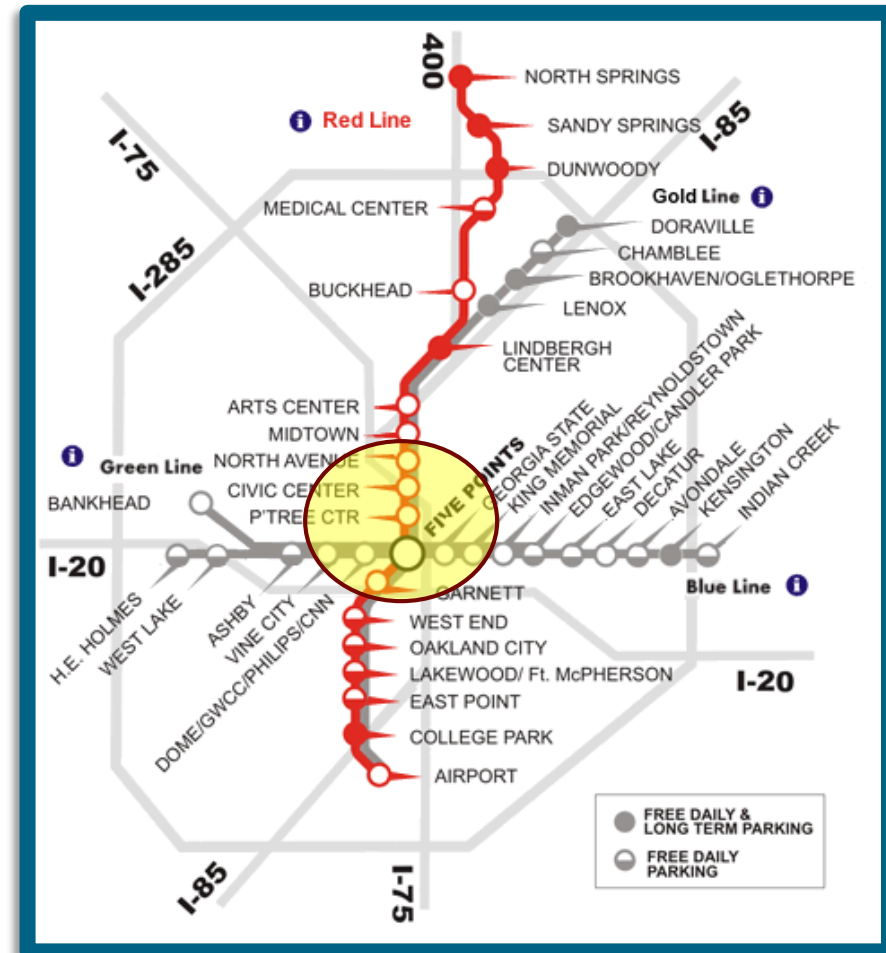 400
NORTH SPRINGS
Red Line
SANDY SPRINGS
I-85
I-75
DUNWOODY
Gold Line
MEDICAL CENTER
DORAVILLE
CHAMBLEE
I-285
BROOKHAVEN/OGLETHORPE
BUCKHEAD
LENOX
LINDBERGH
CENTER
ARTS CENTER
MIDTOWN
NORTH AVENUE
Green Line
CIVIC CENTER
BANKHEAD
P'TREE CTR
FIVE POINTS
GEORGIA STATE
KING MEMORIAL
INMAN PARK/REYNOLDSTOWN
EDGEWOOD/CANDLER PARK
EAST LAKE
DECATUR
AVONDALE
KENSINGTON
INDIAN CREEK
I-20
H.E. HOLMES
WEST LAKE
ASHBY
VINE CITY
DOME/GWCC/PHILIPS/CNN
GARNETT
Blue Line
WEST END
OAKLAND CITY
LAKEWOOD/ Ft. McPHERSON
I-20
EAST POINT
COLLEGE PARK
AIRPORT
FREE DAILY &
LONG TERM PARKING
FREE DAILY
PARKING
I-85
I-75